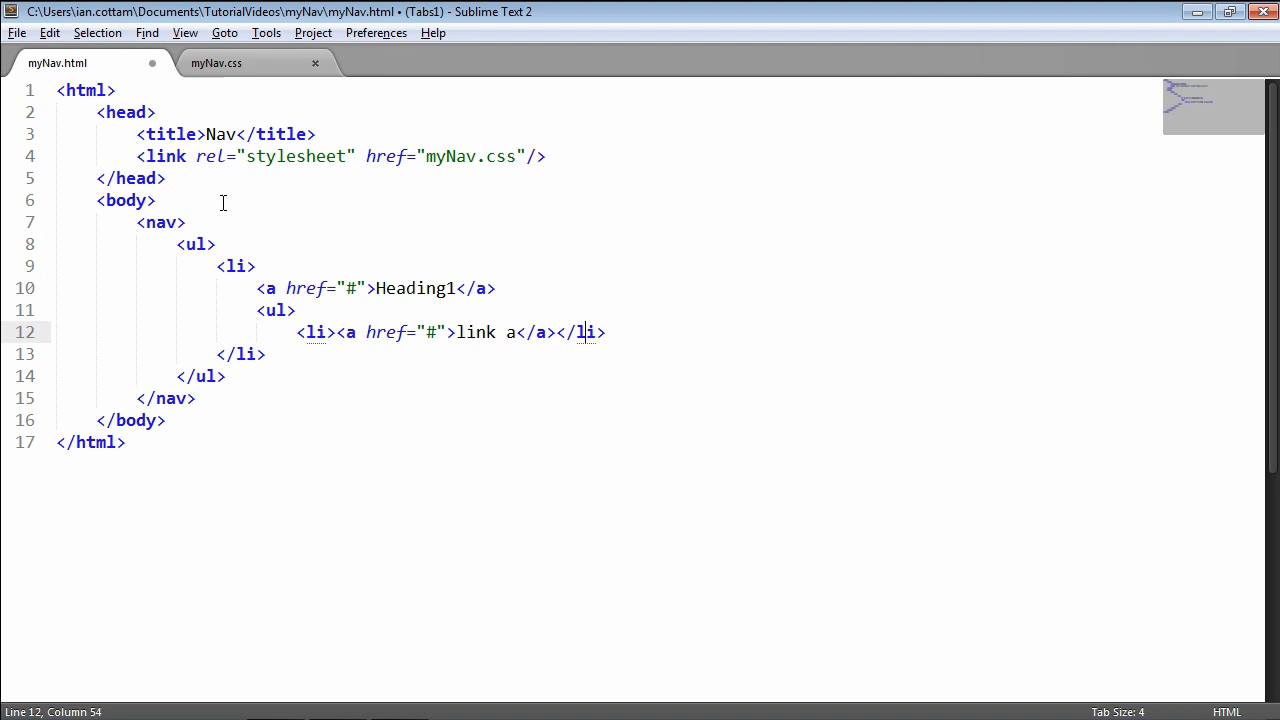 C:\Users\ian.cottam\Documents\TutorialVideos\myNav\myNav.html • (Tabs1) - Sublime Text 2
File Edit Selection Find View Goto Tools Project Preferences Help
myNav.html myNav.css
1 <html>
2 <head>
3 <title>Nav</title>
4 <link rel="stylesheet" href="myNav.css"/>
5 </head>
6 <body>
7 <nav>
8 <ul>
9 <li>
10 <a href="#">Heading1</a>
11 <ul>
12 <li><a href="#">link a</a></li>
13 </li>
14 </ul>
15 </nav>
16 </body>
17 </html>
Line 12, Column 54 Tab Size: 4 HTML